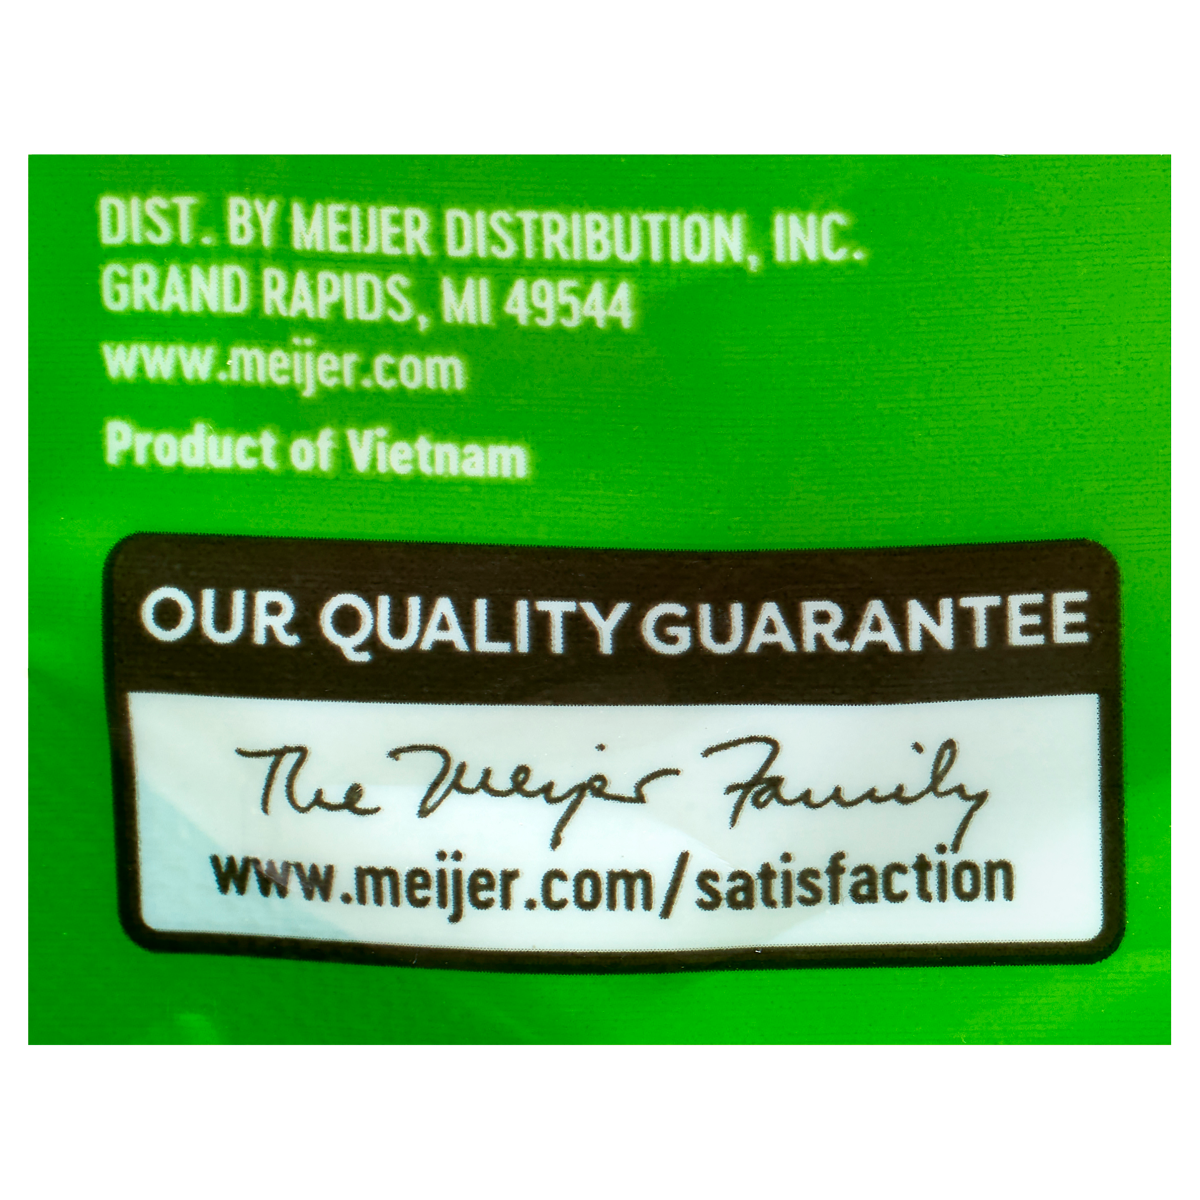 DIST. BY MEIJER DISTRIBUTION, INC.
GRAND RAPIDS, MI 49544
www.meijer.com
Product of Vietnam
OUR QUALITY GUARANTEE
The Meijer Family
www.meijer.com/satisfaction